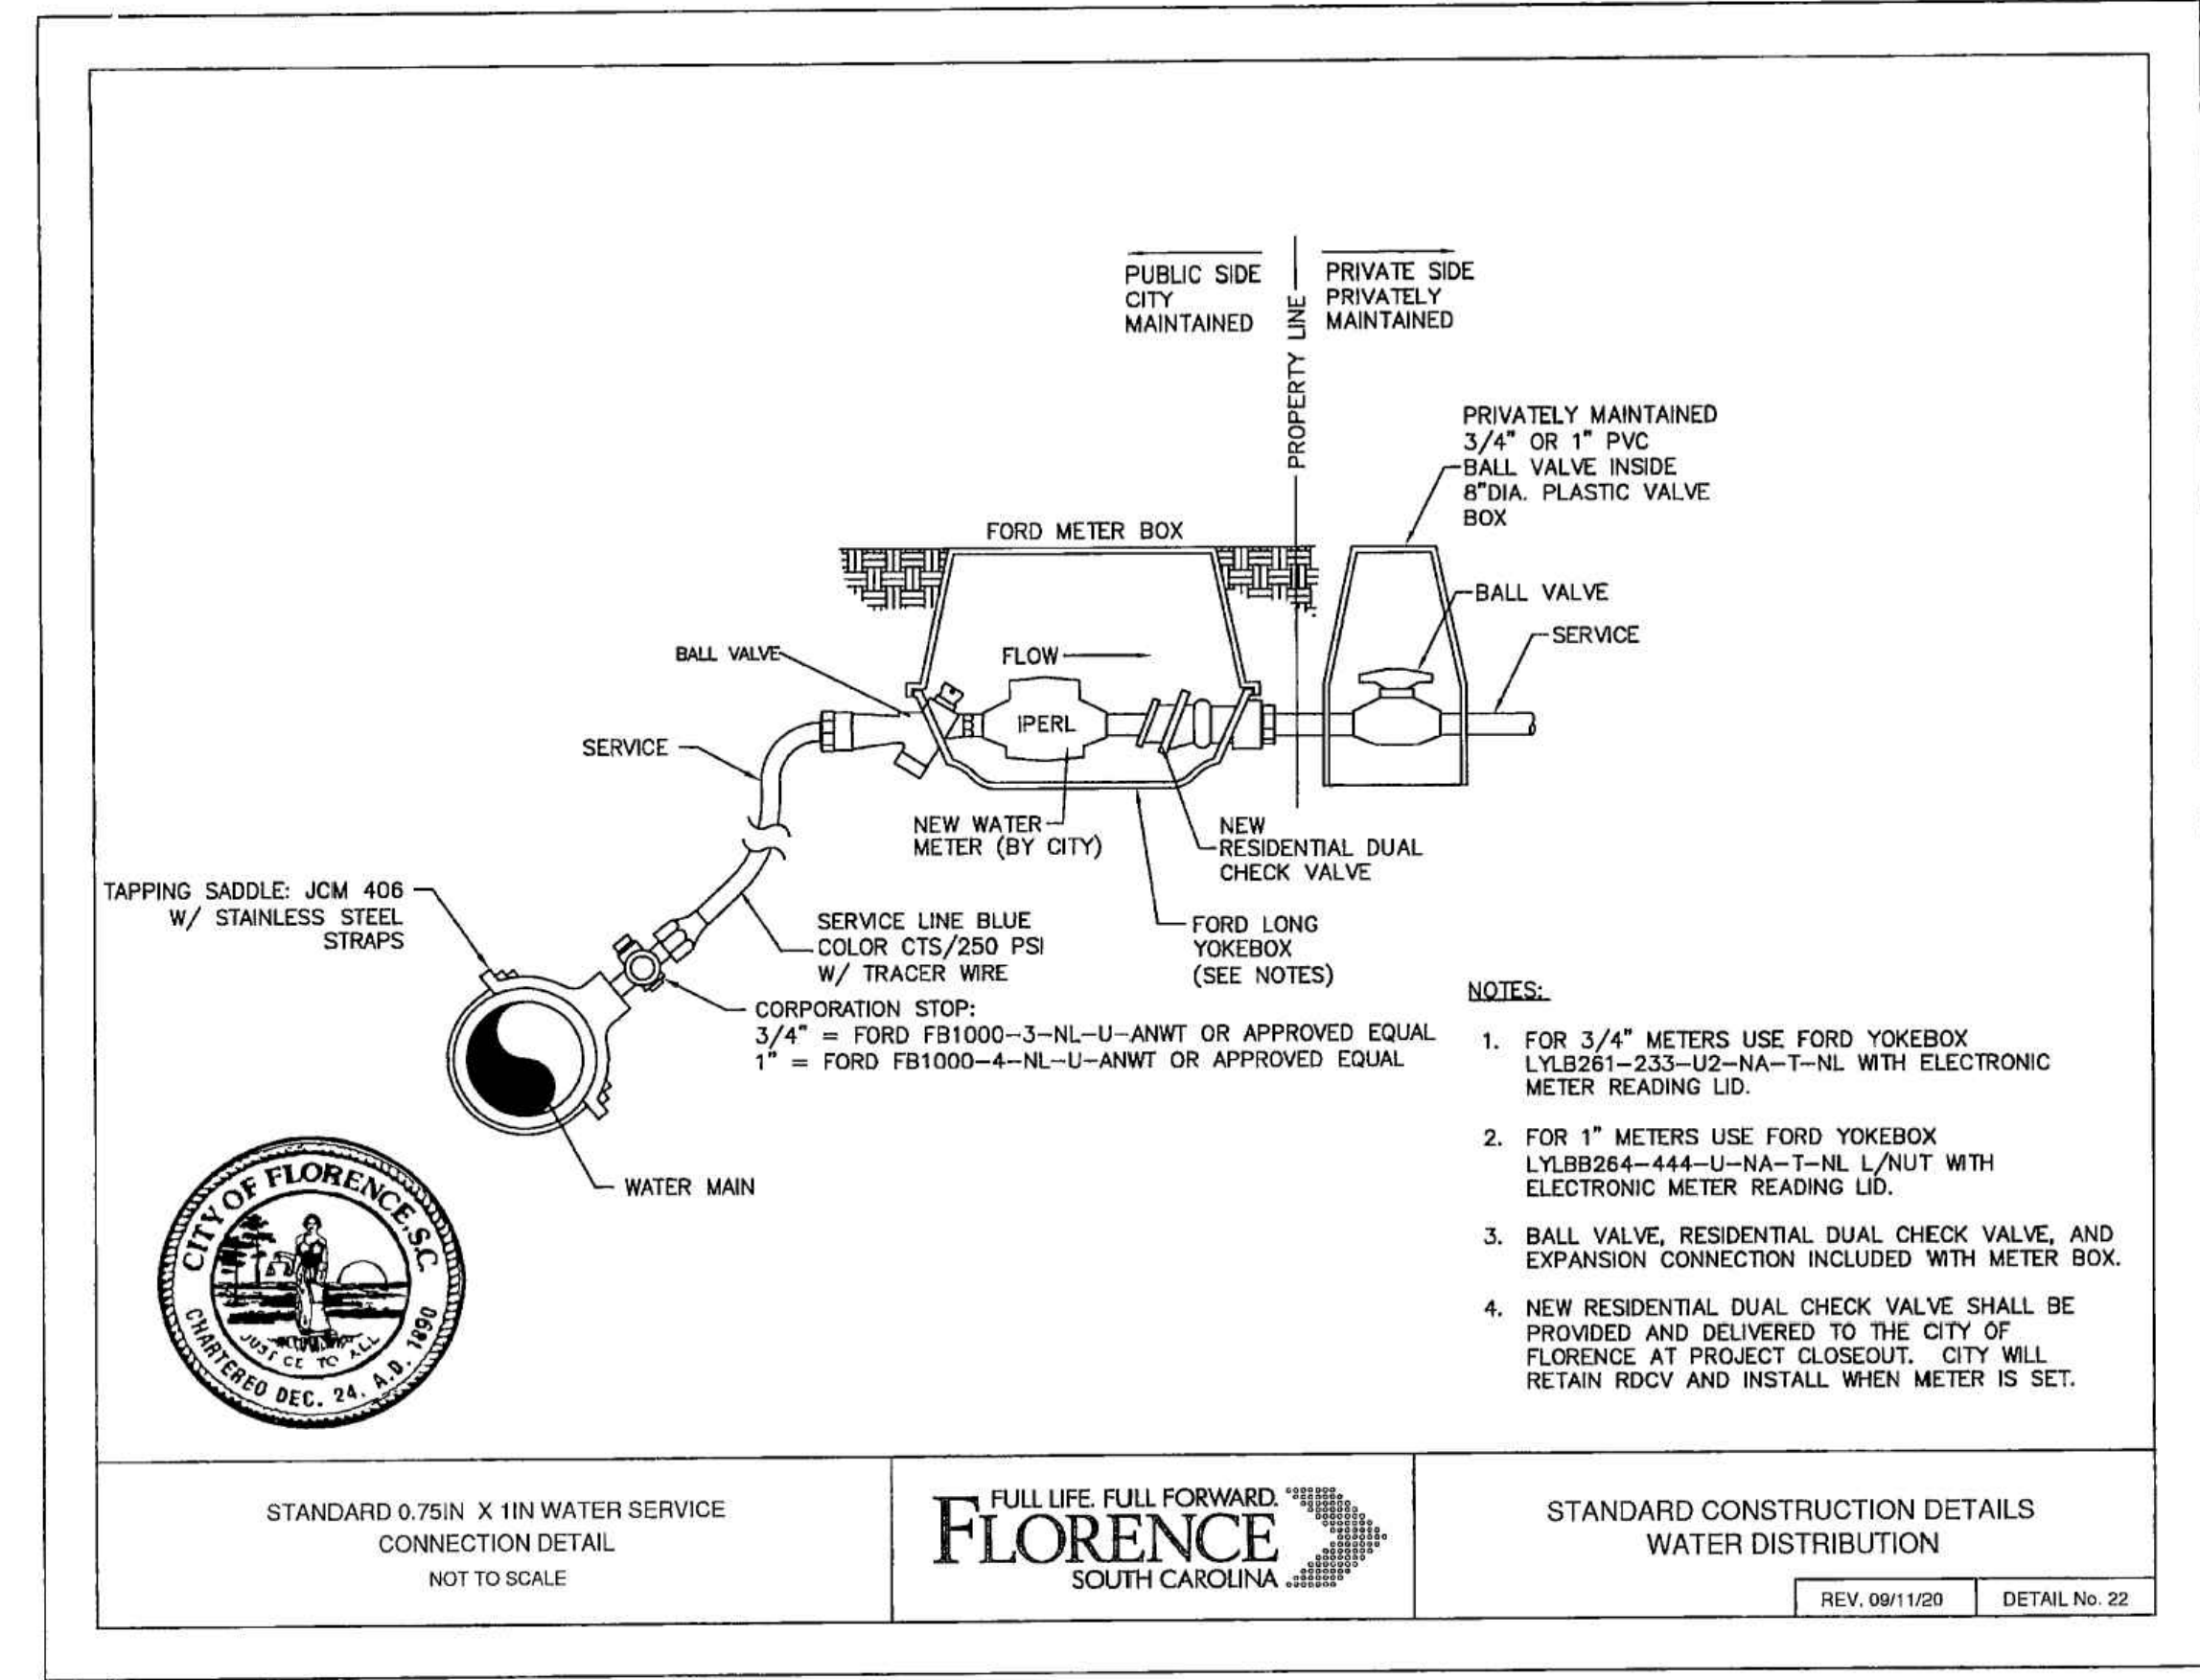 PUBLIC SIDE
CITY
MAINTAINED
PROPERTY LINE
PRIVATE SIDE
PRIVATELY
MAINTAINED
PRIVATELY MAINTAINED
3/4" OR 1" PVC
BALL VALVE INSIDE
8"DIA. PLASTIC VALVE
BOX
FORD METER BOX
BALL VALVE
SERVICE
BALL VALVE
FLOW
IPERL
SERVICE
NEW WATER
METER (BY CITY)
NEW
RESIDENTIAL DUAL
CHECK VALVE
TAPPING SADDLE: JCM 406
W/ STAINLESS STEEL
STRAPS
SERVICE LINE BLUE
COLOR CTS/250 PSI
W/ TRACER WIRE
FORD LONG
YOKEBOX
(SEE NOTES)
CORPORATION STOP:
3/4" = FORD FB1000-3-NL-U-ANWT OR APPROVED EQUAL
1" = FORD FB1000-4-NL-U-ANWT OR APPROVED EQUAL
WATER MAIN
NOTES:
1. FOR 3/4" METERS USE FORD YOKEBOX
LYLB261-233-U2-NA-T-NL WITH ELECTRONIC
METER READING LID.
2. FOR 1" METERS USE FORD YOKEBOX
LYLBB264-444-U-NA-T-NL L/NUT WITH
ELECTRONIC METER READING LID.
3. BALL VALVE, RESIDENTIAL DUAL CHECK VALVE, AND
EXPANSION CONNECTION INCLUDED WITH METER BOX.
4. NEW RESIDENTIAL DUAL CHECK VALVE SHALL BE
PROVIDED AND DELIVERED TO THE CITY OF
FLORENCE AT PROJECT CLOSEOUT. CITY WILL
RETAIN RDCV AND INSTALL WHEN METER IS SET.
CITY OF FLORENCE, S.C.
JUST CE TO ALL
CHARTERED DEC. 24. A.D. 1890
STANDARD 0.75IN X 1IN WATER SERVICE
CONNECTION DETAIL
NOT TO SCALE
FULL LIFE. FULL FORWARD.
FLORENCE
SOUTH CAROLINA
STANDARD CONSTRUCTION DETAILS
WATER DISTRIBUTION
REV. 09/11/20
DETAIL No. 22